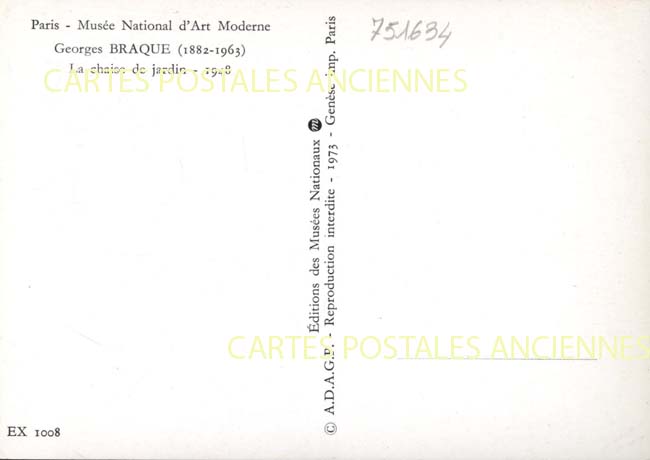 Paris - Musée National d'Art Moderne
Georges BRAQUE (1882-1963)
La chaise de jardin - 1948
CARTES POSTALES ANCIENNES
751634
Éditions des Musées Nationaux m
© A.D.A.G.P. - Reproduction interdite - 1973 - Genèse imp. Paris
CARTES POSTALES ANCIENNES
EX 1008